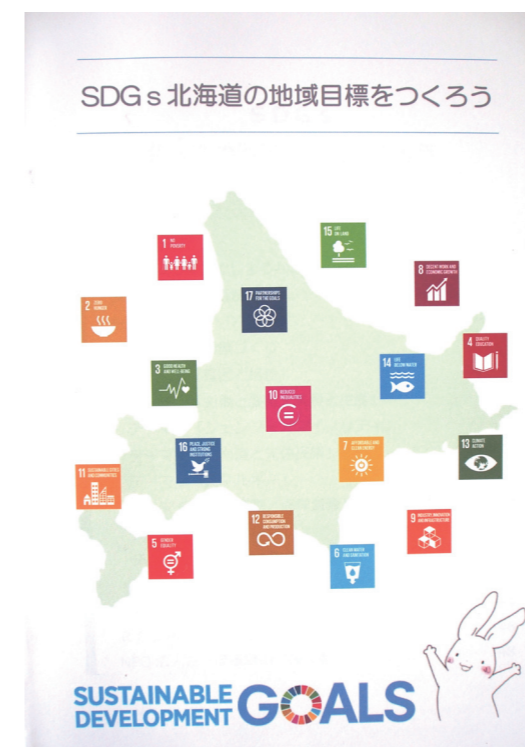 SDGs北海道の地域目標をつくろう
15 LIFE
ON LAND
1 NO
POVERTY
8 DECENT WORK AND
ECONOMIC GROWTH
17 PARTNERSHIPS
FOR THE GOALS
2 ZERO
HUNGER
4 QUALITY
EDUCATION
14 LIFE
BELOW WATER
3 GOOD HEALTH
AND WELL-BEING
10 REDUCED
INEQUALITIES
16 PEACE, JUSTICE
AND STRONG
INSTITUTIONS
7 AFFORDABLE AND
CLEAN ENERGY
13 CLIMATE
ACTION
11 SUSTAINABLE CITIES
AND COMMUNITIES
12 RESPONSIBLE
CONSUMPTION
AND PRODUCTION
9 INDUSTRY, INNOVATION
AND INFRASTRUCTURE
5 GENDER
EQUALITY
6 CLEAN WATER
AND SANITATION
SUSTAINABLE
DEVELOPMENT GOALS